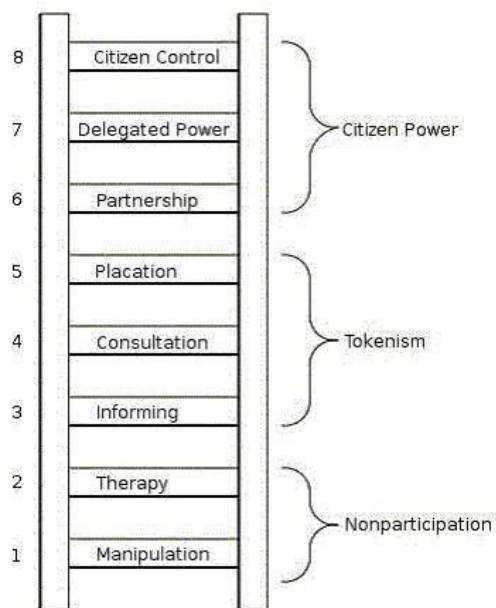 8 Citizen Control
7 Delegated Power
Citizen Power
6 Partnership
5 Placation
4 Consultation
Tokenism
3 Informing
2 Therapy
Nonparticipation
1 Manipulation